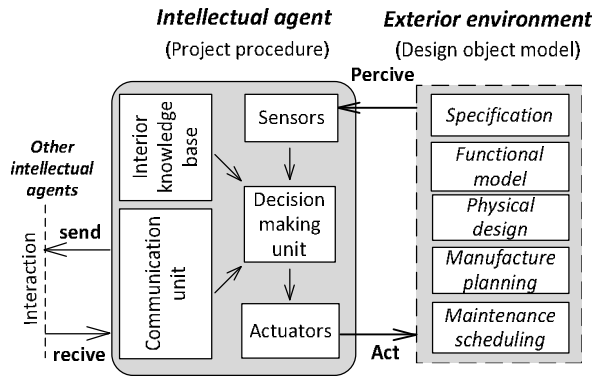 Intellectual agent
(Project procedure)
Exterior environment
(Design object model)
Percive
Other
intellectual
agents
Interaction
send
recive
Interior
knowledge
base
Communication
unit
Sensors
Decision
making
unit
Actuators
Act
Specification
Functional
model
Physical
design
Manufacture
planning
Maintenance
scheduling